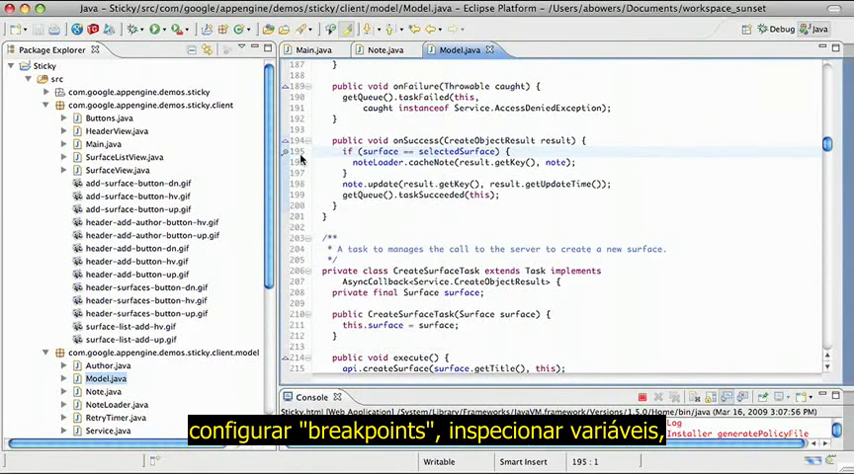 Java – Sticky/src/com/google/appengine/demos/sticky/client/model/Model.java – Eclipse Platform – /Users/abowers/Documents/workspace_sunset
Debug Java
Package Explorer
Sticky
src
com.google.appengine.demos.sticky
com.google.appengine.demos.sticky.client
Buttons.java
HeaderView.java
Main.java
SurfaceListView.java
SurfaceView.java
add-surface-button-dn.gif
add-surface-button-hv.gif
add-surface-button-up.gif
header-add-author-button-hv.gif
header-add-author-button-up.gif
header-add-button-dn.gif
header-add-button-hv.gif
header-add-button-up.gif
header-surfaces-button-dn.gif
header-surfaces-button-hv.gif
header-surfaces-button-up.gif
surface-list-add-hv.gif
surface-list-add-up.gif
com.google.appengine.demos.sticky.client.model
Author.java
Model.java
Note.java
NoteLoader.java
RetryTimer.java
Service.java
Main.java Note.java Model.java
187 }
188
189 public void onFailure(Throwable caught) {
190 getQueue().taskFailed(this,
191 caught instanceof Service.AccessDeniedException);
192 }
193
194 public void onSuccess(CreateObjectResult result) {
195 if (surface == selectedSurface) {
noteLoader.cacheNote(result.getKey(), note);
197 }
198 note.update(result.getKey(), result.getUpdateTime());
199 getQueue().taskSucceeded(this);
200 }
201 }
202
203 /**
204 * A task to manages the call to the server to create a new surface.
205 */
206 private class CreateSurfaceTask extends Task implements
207 AsyncCallback<Service.CreateObjectResult> {
208 private final Surface surface;
209
210 public CreateSurfaceTask(Surface surface) {
211 this.surface = surface;
212 }
213
214 public void execute() {
215 api.createSurface(surface.getTitle(), this);
Console
Sticky.html [Web Application] /System/Library/Frameworks/JavaVM.framework/Versions/1.5.0/Home/bin/java (Mar 16, 2009 3:07:56 PM
Log
Installer generatePolicyFile
configurar "breakpoints", inspecionar variáveis,
Writable Smart Insert 195 : 1